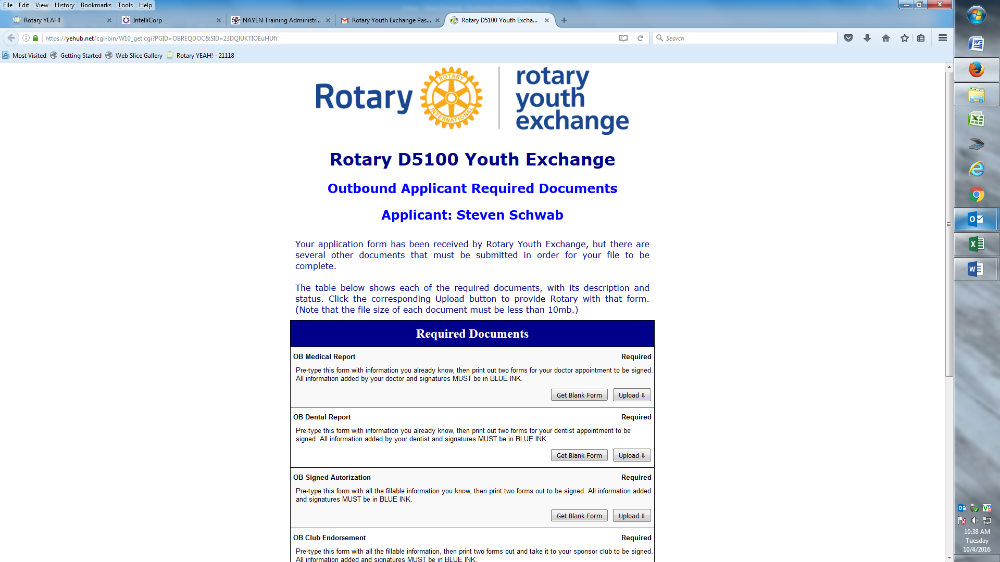 File Edit View History Bookmarks Tools Help
Rotary YEAH! IntelliCorp NAYEN Training Administr... Rotary Youth Exchange Pas... Rotary D5100 Youth Excha...
https://yehub.net/cgi-bin/W10_get.cgi?PGID=OBREQDOC&SID=23DQIUKTIOEuHUfr Search
Most Visited Getting Started Web Slice Gallery Rotary YEAH! - 21118
Rotary
ROTARY
INTERNATIONAL
rotary
youth
exchange
Rotary D5100 Youth Exchange
Outbound Applicant Required Documents
Applicant: Steven Schwab
Your application form has been received by Rotary Youth Exchange, but there are
several other documents that must be submitted in order for your file to be
complete.
The table below shows each of the required documents, with its description and
status. Click the corresponding Upload button to provide Rotary with that form.
(Note that the file size of each document must be less than 10mb.)
Required Documents
OB Medical Report Required
Pre-type this form with information you already know, then print out two forms for your doctor appointment to be signed.
All information added by your doctor and signatures MUST be in BLUE INK.
Get Blank Form Upload ⇓
OB Dental Report Required
Pre-type this form with information you already know, then print out two forms for your dentist appointment to be
signed. All information added by your dentist and signatures MUST be in BLUE INK.
Get Blank Form Upload ⇓
OB Signed Autorization Required
Pre-type this form with all the fillable information you know, then print two forms out to be signed. All information added
and signatures MUST be in BLUE INK.
Get Blank Form Upload ⇓
OB Club Endorsement Required
Pre-type this form with all the fillable information, then print two forms out and take it to your sponsor club to be signed.
All information added and signatures MUST be in BLUE INK.
10:38 AM
Tuesday
10/4/2016